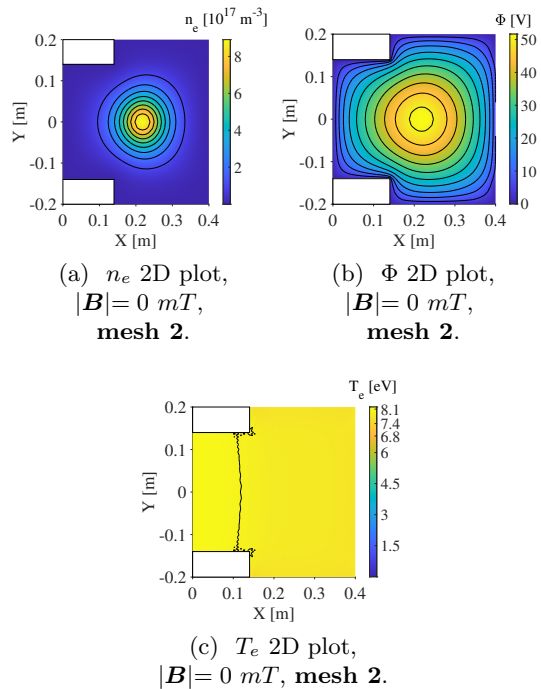 n_e [10^17 m^-3]
Φ [V]
0.2
0.1
0
-0.1
-0.2
Y [m]
0 0.1 0.2 0.3 0.4
X [m]
8
6
4
2
0.2
0.1
0
-0.1
-0.2
Y [m]
0 0.1 0.2 0.3 0.4
X [m]
50
40
30
20
10
0
(a) n_e 2D plot,
|B|= 0 mT,
mesh 2.
(b) Φ 2D plot,
|B|= 0 mT,
mesh 2.
T_e [eV]
0.2
0.1
0
-0.1
-0.2
Y [m]
0 0.1 0.2 0.3 0.4
X [m]
8.1
7.4
6.8
4.5
3
1.5
(c) T_e 2D plot,
|B|= 0 mT, mesh 2.